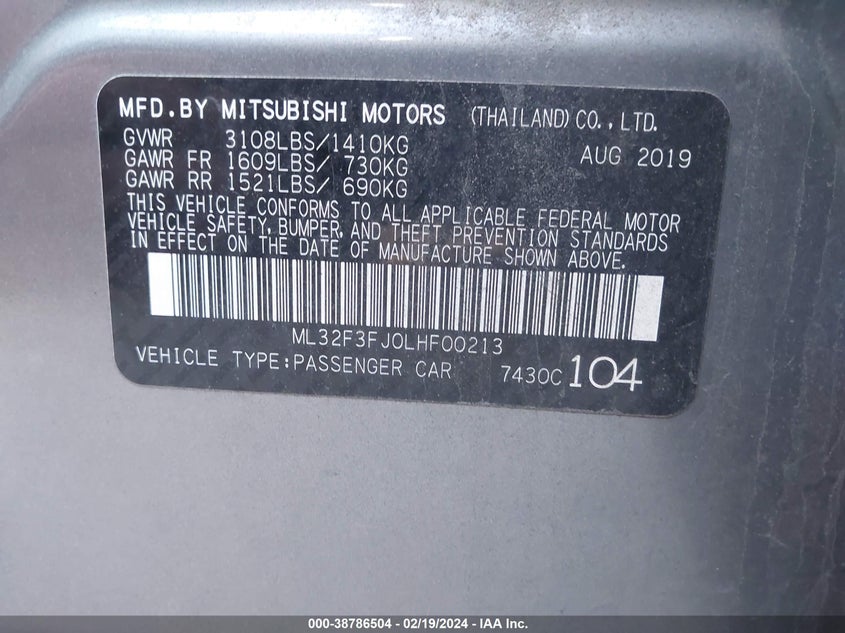 MFD.BY MITSUBISHI MOTORS (THAILAND)CO.,LTD.
GVWR 3108LBS/1410KG AUG 2019
GAWR FR 1609LBS/ 730KG
GAWR RR 1521LBS/ 690KG
THIS VEHICLE CONFORMS TO ALL APPLICABLE FEDERAL MOTOR
VEHICLE SAFETY, BUMPER, AND THEFT PREVENTION STANDARDS
IN EFFECT ON THE DATE OF MANUFACTURE SHOWN ABOVE.
ML32F3FJ0LHF00213
VEHICLE TYPE:PASSENGER CAR 7430C 104
000-38786504 - 02/19/2024 - IAA Inc.